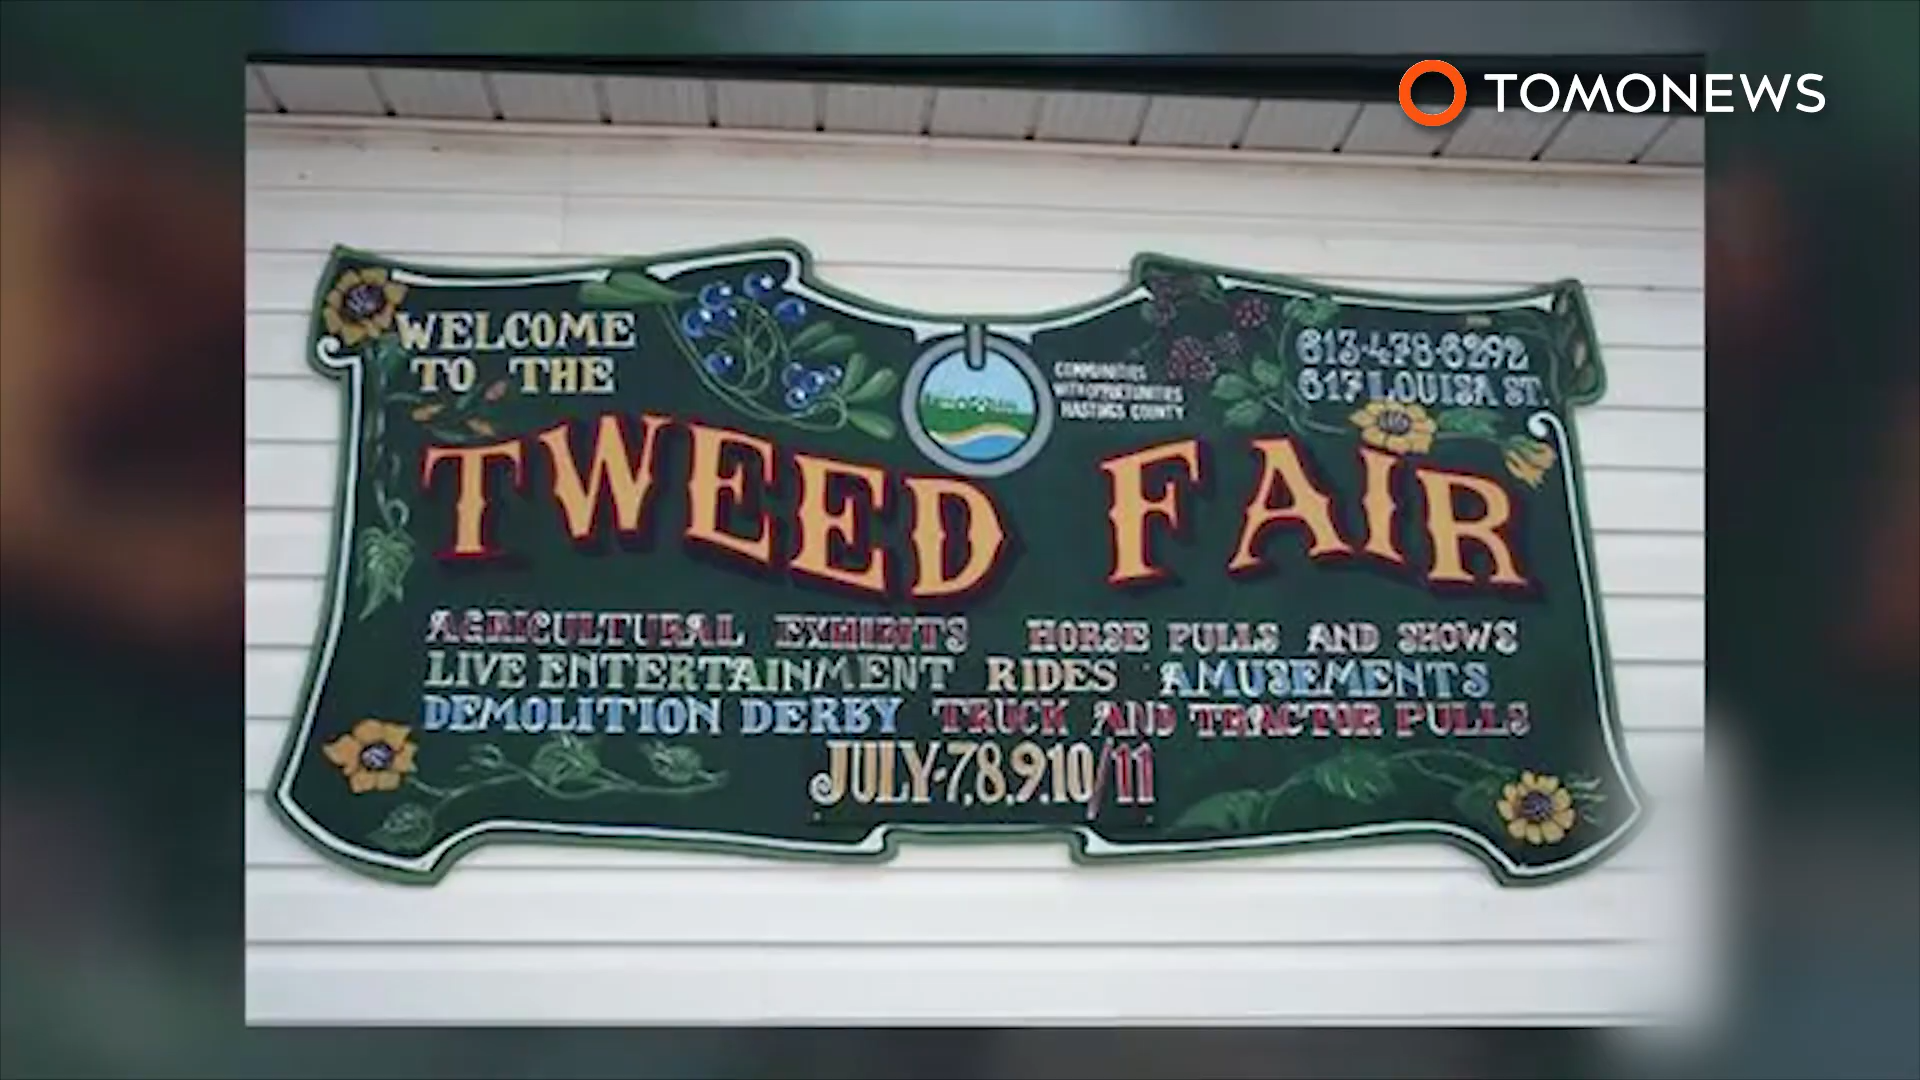 TOMONEWS
WELCOME
TO THE
613-478-6292
617 LOUISA ST.
COMMUNITIES
WITH OPPORTUNITIES
HASTINGS COUNTY
TWEED FAIR
AGRICULTURAL EXHIBITS HORSE PULLS AND SHOWS
LIVE ENTERTAINMENT RIDES AMUSEMENTS
DEMOLITION DERBY TRUCK AND TRACTOR PULLS
JULY-7,8,9,10/11